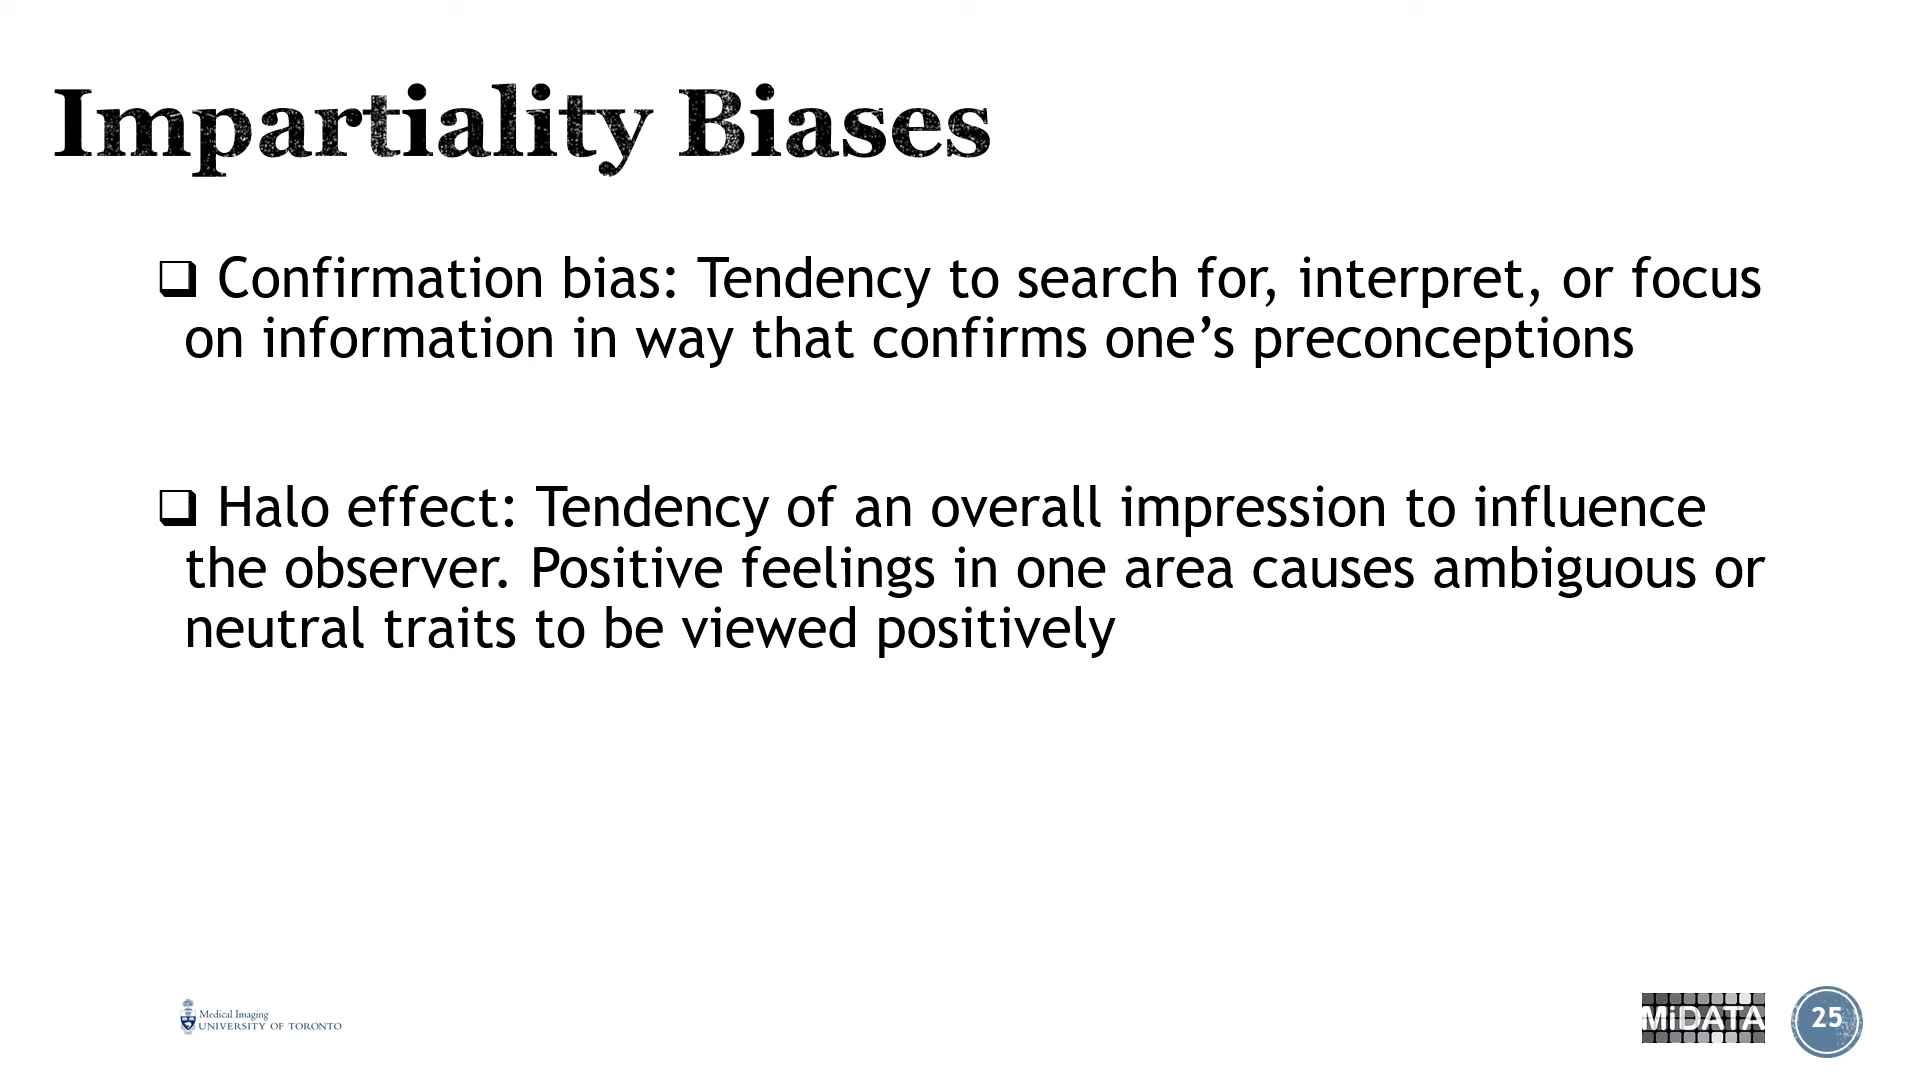 Impartiality Biases
❑ Confirmation bias: Tendency to search for, interpret, or focus
on information in way that confirms one’s preconceptions
❑ Halo effect: Tendency of an overall impression to influence
the observer. Positive feelings in one area causes ambiguous or
neutral traits to be viewed positively
Medical Imaging
UNIVERSITY OF TORONTO
MiDATA
25